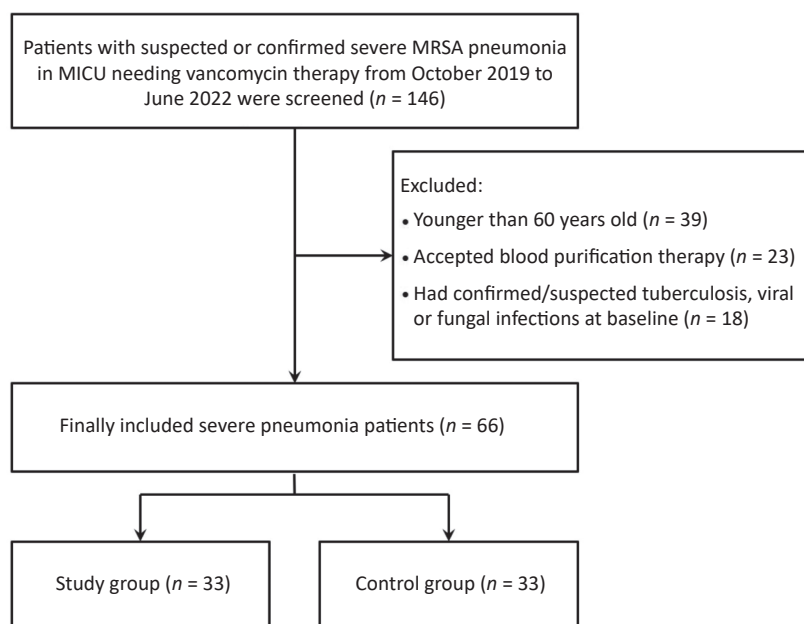 Patients with suspected or confirmed severe MRSA pneumonia
in MICU needing vancomycin therapy from October 2019 to
June 2022 were screened (n = 146)
Excluded:
• Younger than 60 years old (n = 39)
• Accepted blood purification therapy (n = 23)
• Had confirmed/suspected tuberculosis, viral
or fungal infections at baseline (n = 18)
Finally included severe pneumonia patients (n = 66)
Study group (n = 33)
Control group (n = 33)